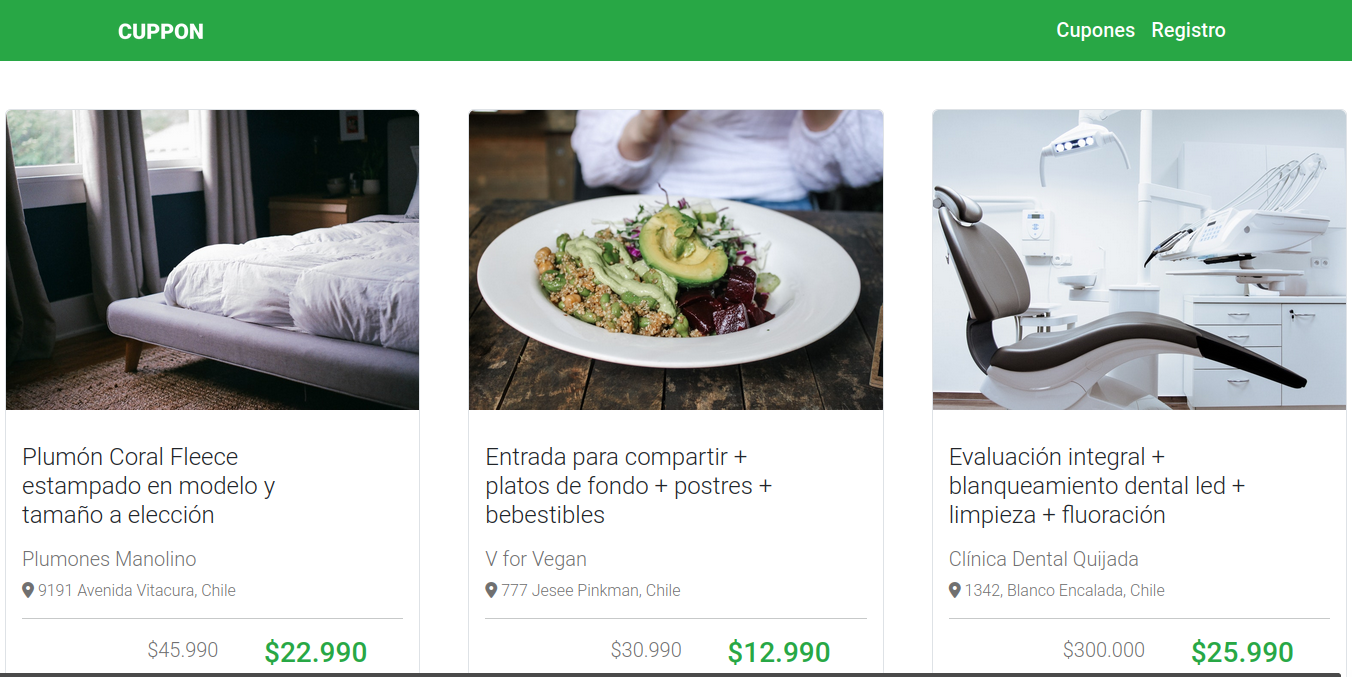 CUPPON
Cupones Registro
Plumón Coral Fleece
estampado en modelo y
tamaño a elección
Plumones Manolino
9191 Avenida Vitacura, Chile
$45.990 $22.990
Entrada para compartir +
platos de fondo + postres +
bebestibles
V for Vegan
777 Jesee Pinkman, Chile
$30.990 $12.990
Evaluación integral +
blanqueamiento dental led +
limpieza + fluoración
Clínica Dental Quijada
1342, Blanco Encalada, Chile
$300.000 $25.990